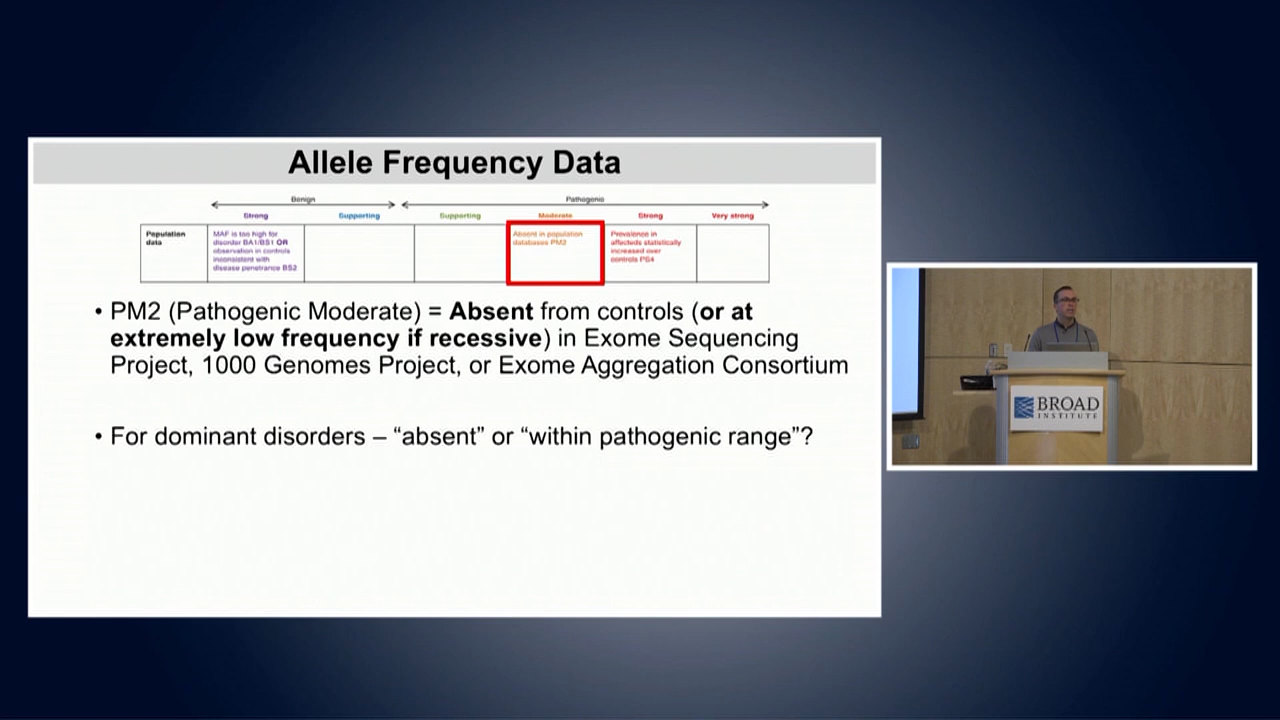 Allele Frequency Data
Benign
Pathogenic
Strong
Supporting
Supporting
Moderate
Strong
Very strong
Population
data
MAF is too high for
disorder BA1/BS1 OR
observation in controls
inconsistent with
disease penetrance BS2
Absent in population
databases PM2
Prevalence in
affecteds statistically
increased over
controls PS4
• PM2 (Pathogenic Moderate) = Absent from controls (or at
extremely low frequency if recessive) in Exome Sequencing
Project, 1000 Genomes Project, or Exome Aggregation Consortium
• For dominant disorders – “absent” or “within pathogenic range”?
BROAD
INSTITUTE